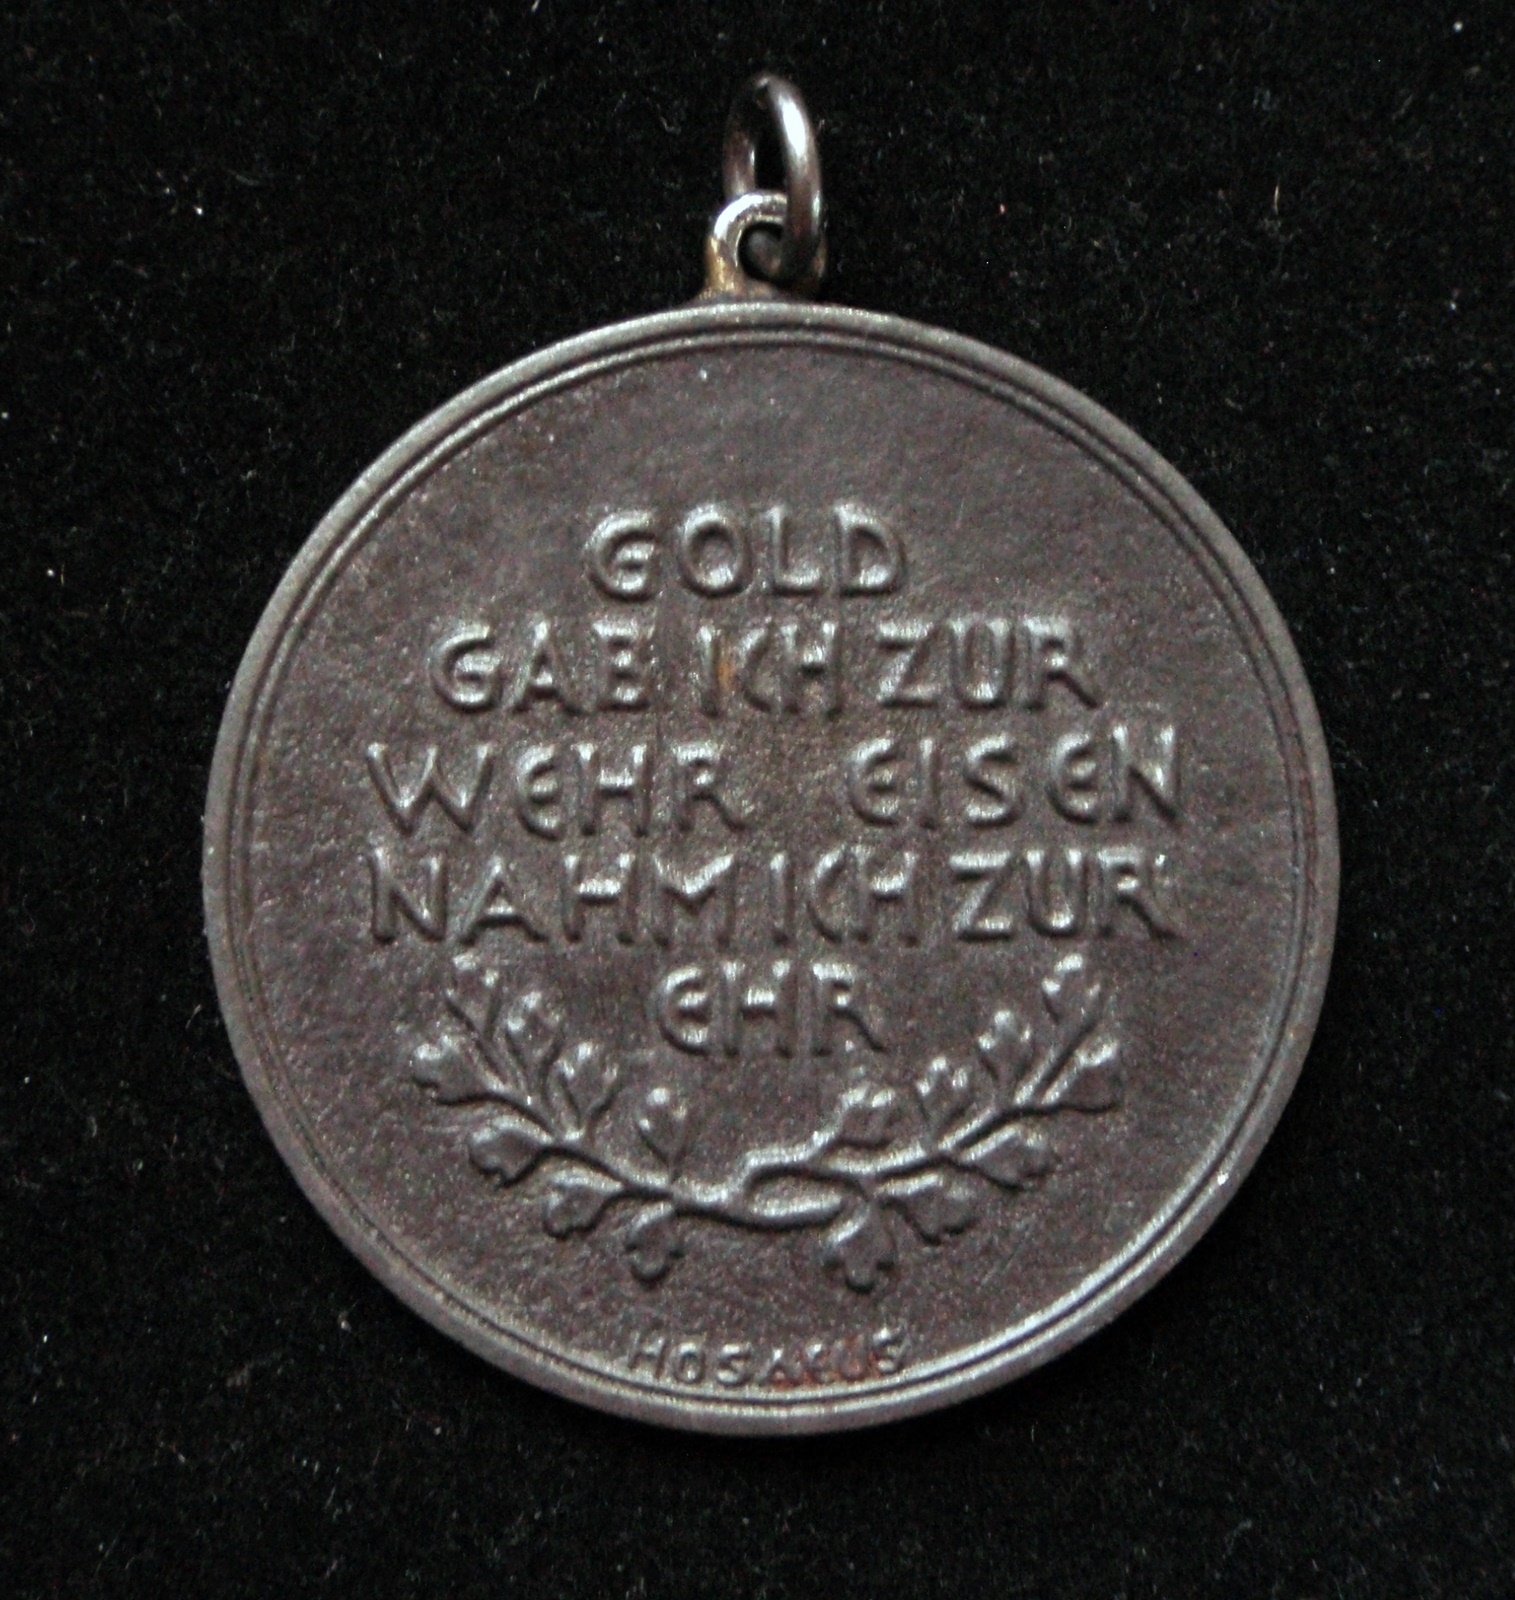 GOLD
GAB ICH ZUR
WEHR EISEN
NAHM ICH ZUR
EHR
HOSAEUS